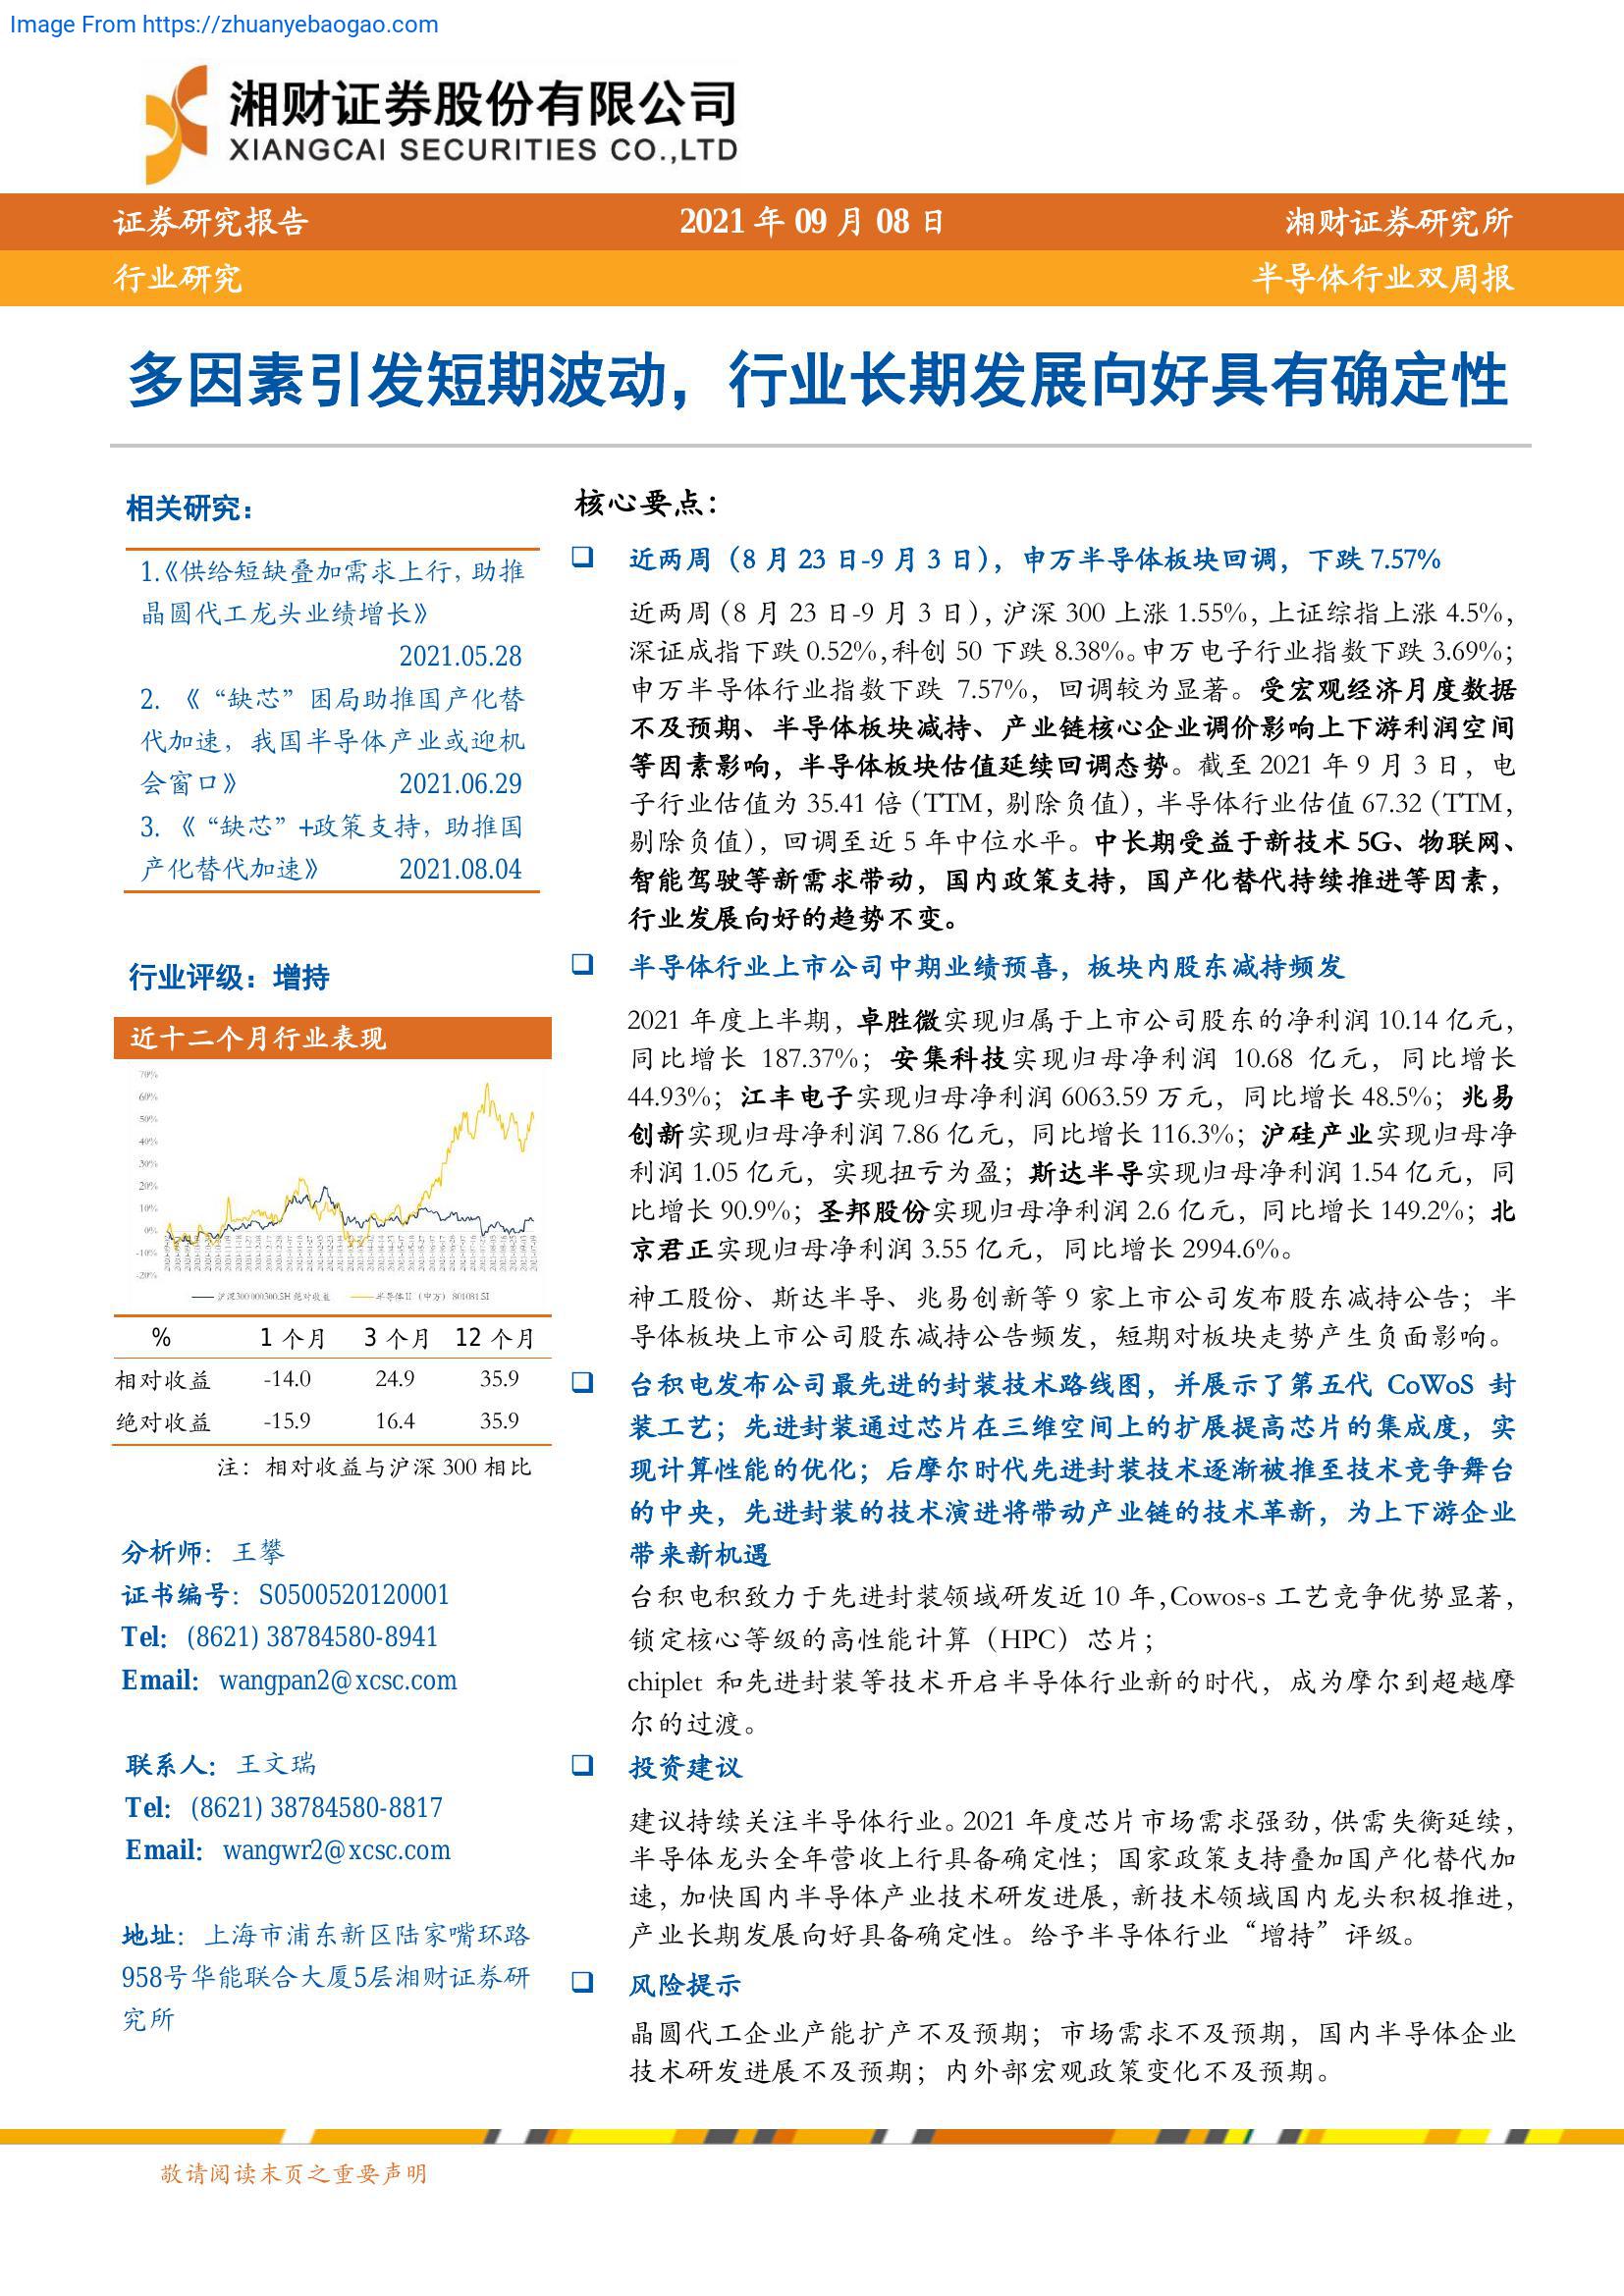 Image From https://zhuanyebaogao.com
湘财证券股份有限公司
XIANGCAI SECURITIES CO.,LTD
证券研究报告
2021 年 09 月 08 日
湘财证券研究所
行业研究
半导体行业双周报
多因素引发短期波动，行业长期发展向好具有确定性
相关研究：
1.《供给短缺叠加需求上行，助推
晶圆代工龙头业绩增长》
2021.05.28
2. 《“缺芯”困局助推国产化替
代加速，我国半导体产业或迎机
会窗口》 2021.06.29
3. 《“缺芯”+政策支持，助推国
产化替代加速》 2021.08.04
行业评级：增持
近十二个月行业表现
70%
60%
50%
40%
30%
20%
10%
0%
-10%
-20%
沪深300 000300.SH 绝对收益
半导体II（申万） 801081.SI
% 1 个月 3 个月 12 个月
相对收益 -14.0 24.9 35.9
绝对收益 -15.9 16.4 35.9
注：相对收益与沪深 300 相比
分析师：王攀
证书编号：S0500520120001
Tel: (8621) 38784580-8941
Email: wangpan2@xcsc.com
联系人：王文瑞
Tel: (8621) 38784580-8817
Email: wangwr2@xcsc.com
地址：上海市浦东新区陆家嘴环路
958号华能联合大厦5层湘财证券研
究所
核心要点：
❑ 近两周（8 月 23 日-9 月 3 日），申万半导体板块回调，下跌 7.57%
近两周（8 月 23 日-9 月 3 日），沪深 300 上涨 1.55%，上证综指上涨 4.5%，
深证成指下跌 0.52%，科创 50 下跌 8.38%。申万电子行业指数下跌 3.69%；
申万半导体行业指数下跌 7.57%，回调较为显著。受宏观经济月度数据
不及预期、半导体板块减持、产业链核心企业调价影响上下游利润空间
等因素影响，半导体板块估值延续回调态势。截至 2021 年 9 月 3 日，电
子行业估值为 35.41 倍（TTM，剔除负值），半导体行业估值 67.32（TTM，
剔除负值），回调至近 5 年中位水平。中长期受益于新技术 5G、物联网、
智能驾驶等新需求带动，国内政策支持，国产化替代持续推进等因素，
行业发展向好的趋势不变。
❑ 半导体行业上市公司中期业绩预喜，板块内股东减持频发
2021 年度上半期，卓胜微实现归属于上市公司股东的净利润 10.14 亿元，
同比增长 187.37%；安集科技实现归母净利润 10.68 亿元，同比增长
44.93%；江丰电子实现归母净利润 6063.59 万元，同比增长 48.5%；兆易
创新实现归母净利润 7.86 亿元，同比增长 116.3%；沪硅产业实现归母净
利润 1.05 亿元，实现扭亏为盈；斯达半导实现归母净利润 1.54 亿元，同
比增长 90.9%；圣邦股份实现归母净利润 2.6 亿元，同比增长 149.2%；北
京君正实现归母净利润 3.55 亿元，同比增长 2994.6%。
神工股份、斯达半导、兆易创新等 9 家上市公司发布股东减持公告；半
导体板块上市公司股东减持公告频发，短期对板块走势产生负面影响。
❑ 台积电发布公司最先进的封装技术路线图，并展示了第五代 CoWoS 封
装工艺；先进封装通过芯片在三维空间上的扩展提高芯片的集成度，实
现计算性能的优化；后摩尔时代先进封装技术逐渐被推至技术竞争舞台
的中央，先进封装的技术演进将带动产业链的技术革新，为上下游企业
带来新机遇
台积电积致力于先进封装领域研发近 10 年，Cowos-s 工艺竞争优势显著，
锁定核心等级的高性能计算（HPC）芯片；
chiplet 和先进封装等技术开启半导体行业新的时代，成为摩尔到超越摩
尔的过渡。
❑ 投资建议
建议持续关注半导体行业。2021 年度芯片市场需求强劲，供需失衡延续，
半导体龙头全年营收上行具备确定性；国家政策支持叠加国产化替代加
速，加快国内半导体产业技术研发进展，新技术领域国内龙头积极推进，
产业长期发展向好具备确定性。给予半导体行业“增持”评级。
❑ 风险提示
晶圆代工企业产能扩产不及预期；市场需求不及预期，国内半导体企业
技术研发进展不及预期；内外部宏观政策变化不及预期。
敬请阅读末页之重要声明